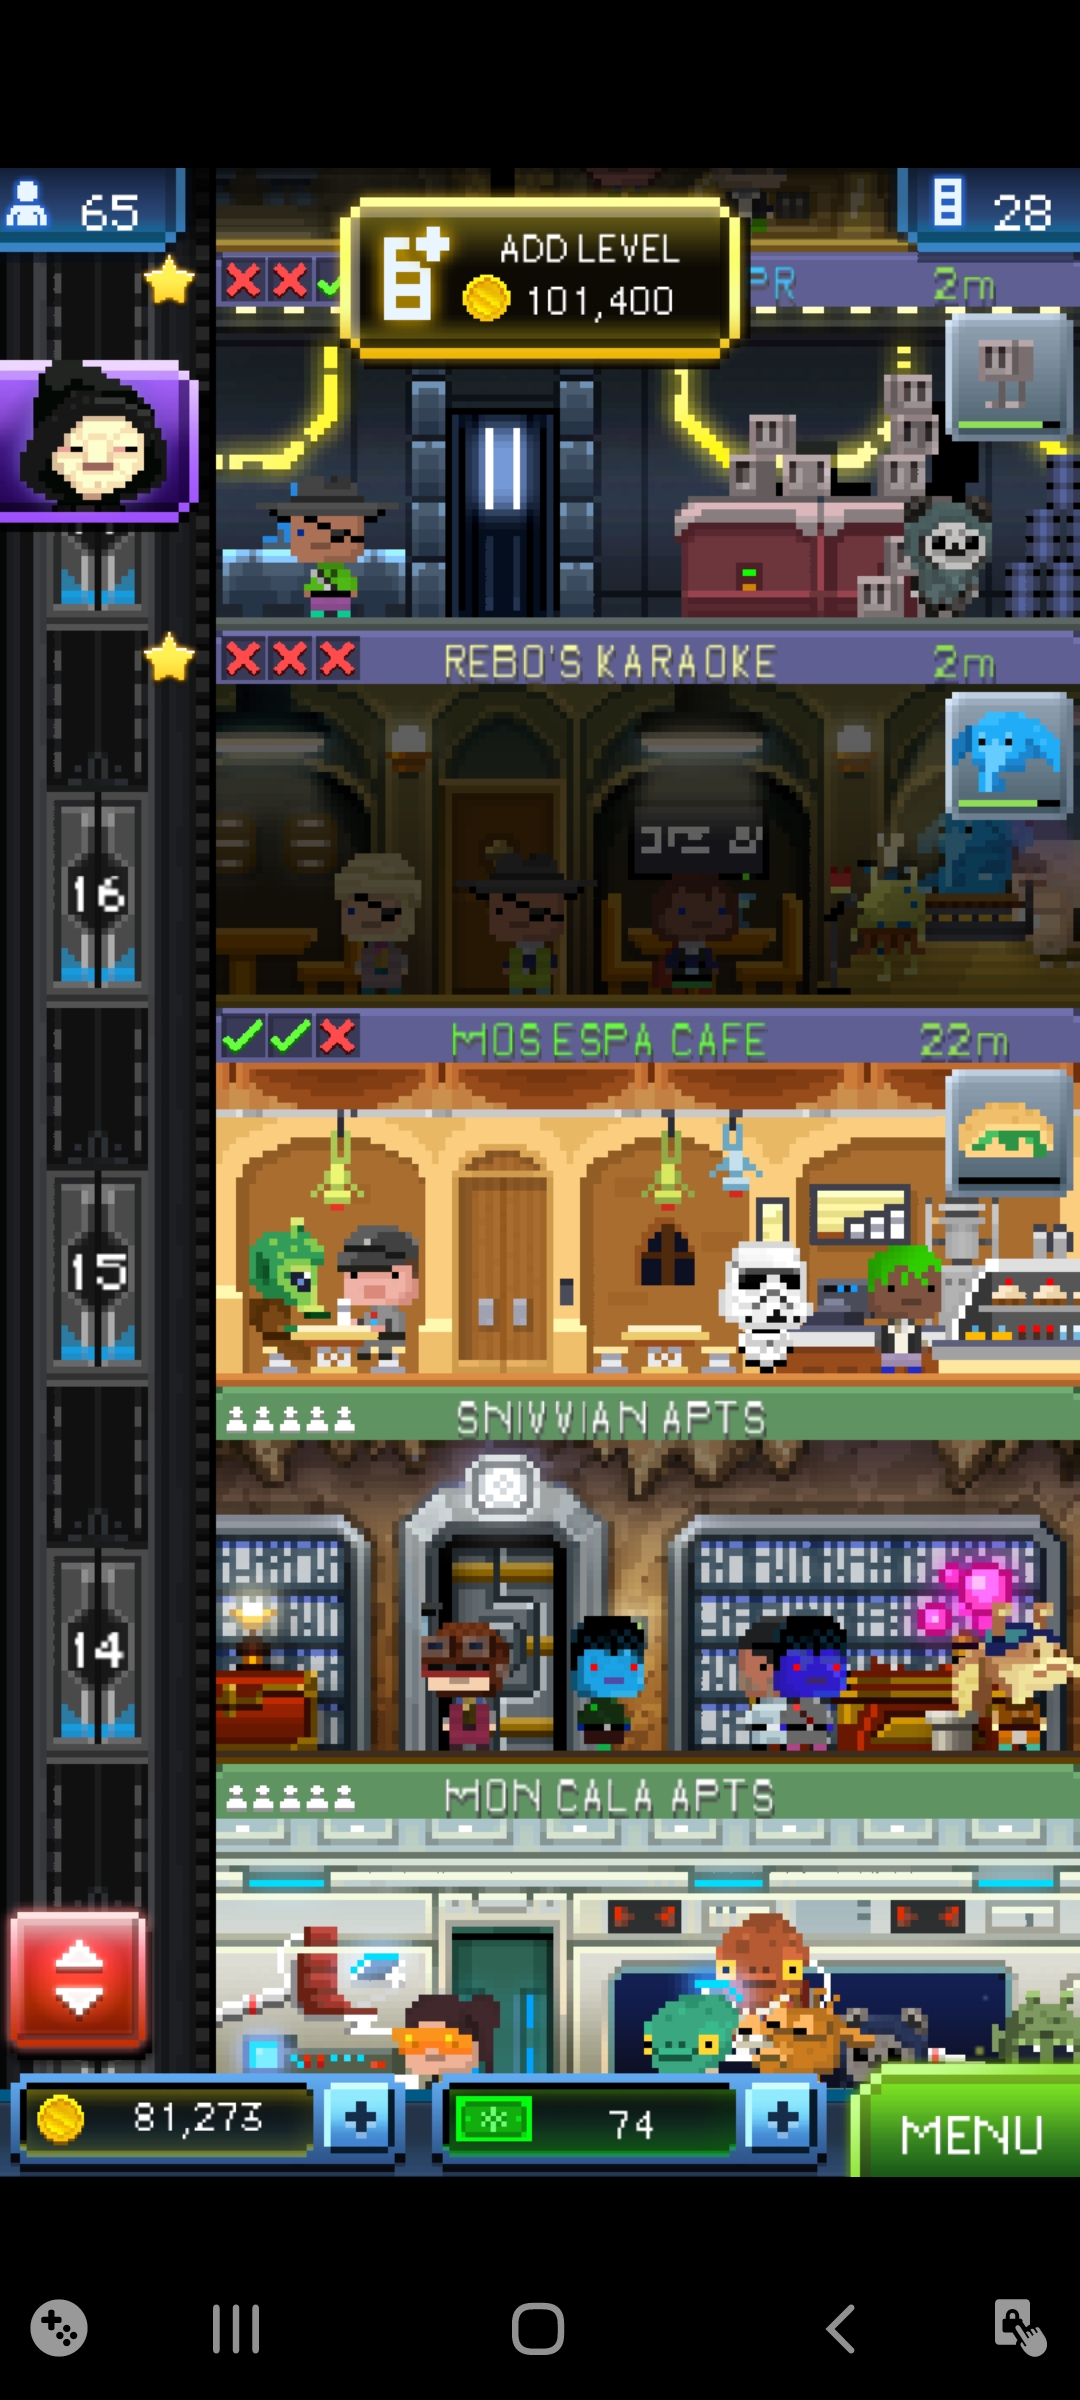 65
28
ADD LEVEL
101,400
PR
2m
REBO'S KARAOKE
2m
16
MOS ESPA CAFE
22m
15
SNIVVIAN APTS
14
MON CALA APTS
81,273
74
MENU